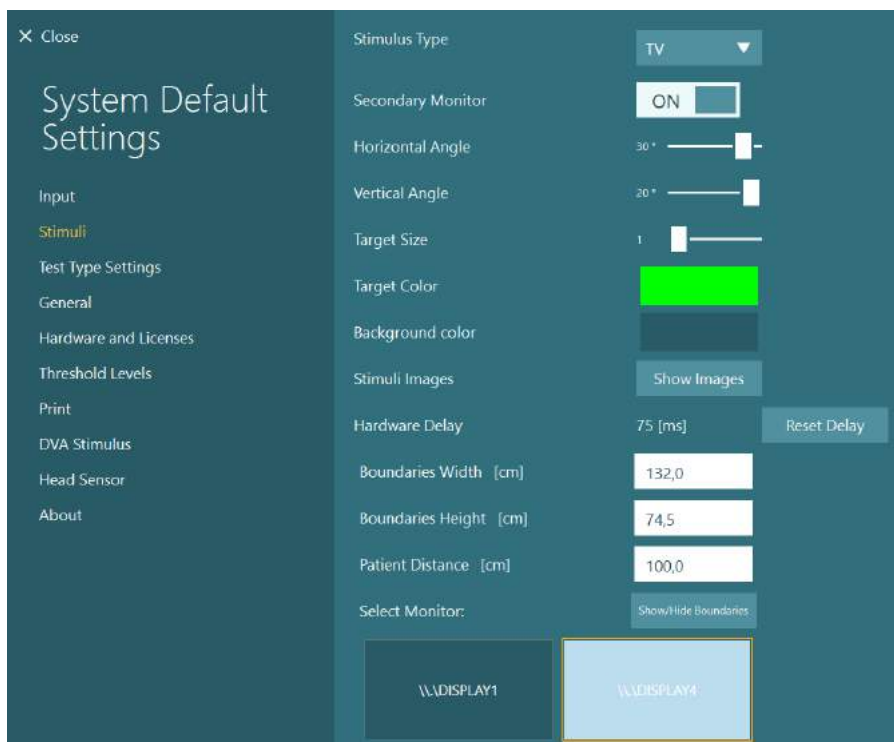 Close
System Default
Settings
Input
Stimuli
Test Type Settings
General
Hardware and Licenses
Threshold Levels
Print
DVA Stimulus
Head Sensor
About
Stimulus Type
TV
Secondary Monitor
ON
Horizontal Angle
30 °
Vertical Angle
20 °
Target Size
1
Target Color
Background color
Stimuli Images
Show Images
Hardware Delay
75 [ms]
Reset Delay
Boundaries Width [cm]
132,0
Boundaries Height [cm]
74,5
Patient Distance [cm]
100,0
Select Monitor:
Show/Hide Boundaries
\\.\DISPLAY1
\\.\DISPLAY4